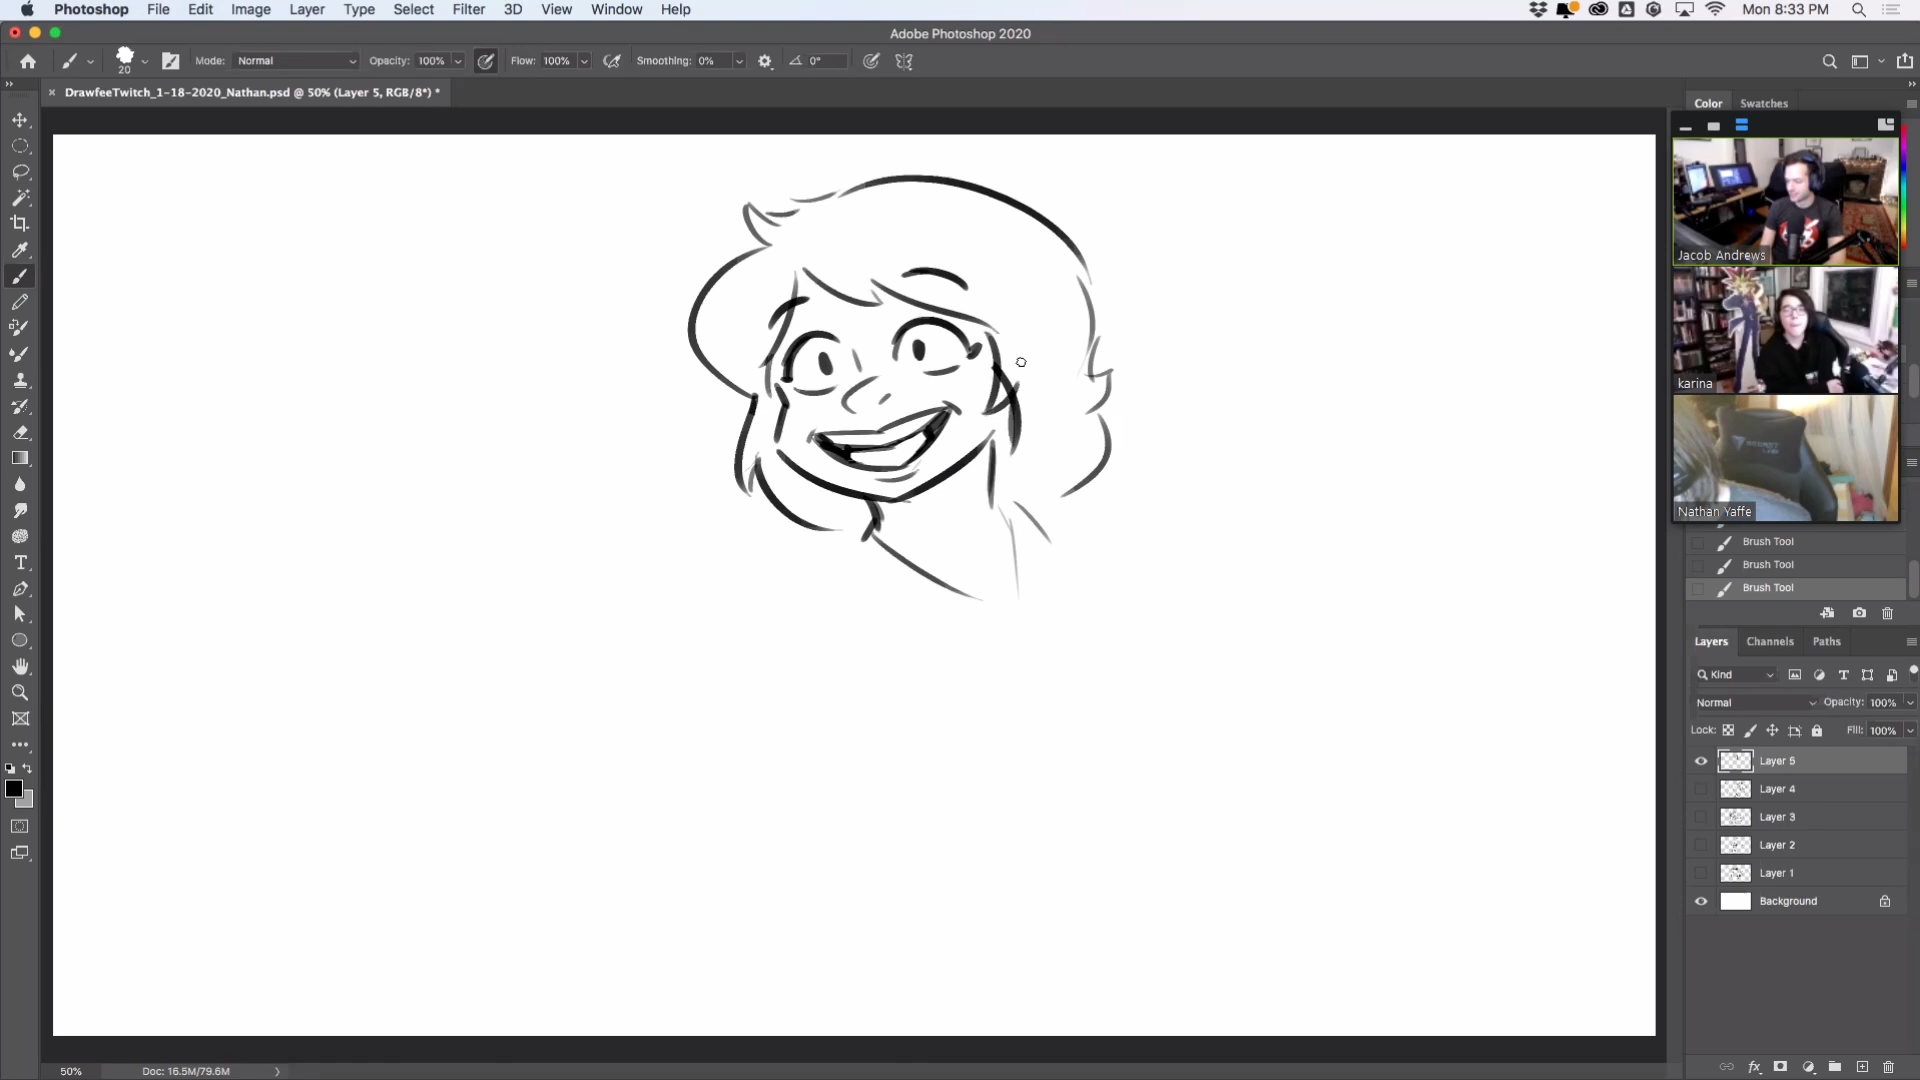 Photoshop File Edit Image Layer Type Select Filter 3D View Window Help Mon 8:33 PM
Adobe Photoshop 2020
20 Mode: Normal Opacity: 100% Flow: 100% Smoothing: 0% 0°
DrawfeeTwitch_1-18-2020_Nathan.psd @ 50% (Layer 5, RGB/8*) *
Color Swatches
Jacob Andrews
karina
Nathan Yaffe
Brush Tool
Brush Tool
Brush Tool
Layers Channels Paths
Kind
Normal Opacity: 100%
Lock: Fill: 100%
Layer 5
Layer 4
Layer 3
Layer 2
Layer 1
Background
50% Doc: 16.5M/79.6M